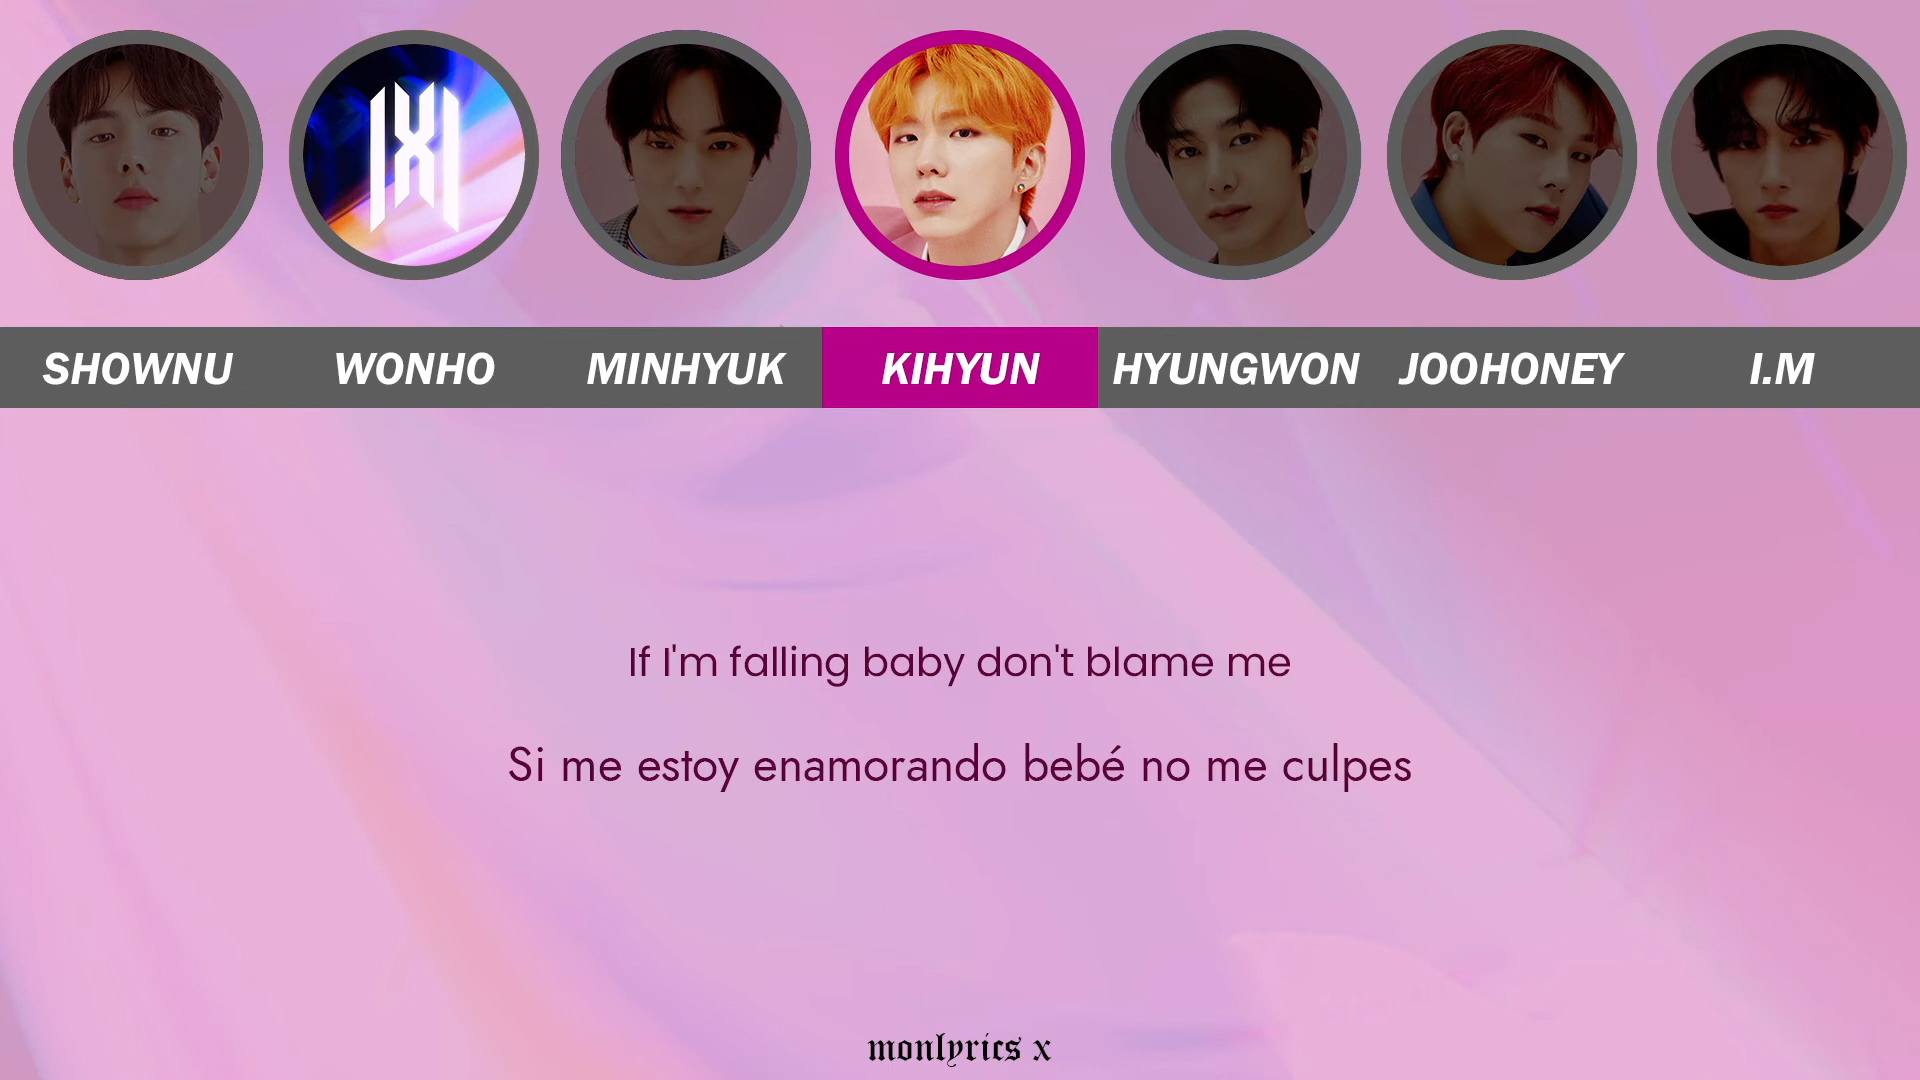 SHOWNU WONHO MINHYUK KIHYUN HYUNGWON JOOHONEY I.M
If I'm falling baby don't blame me
Si me estoy enamorando bebé no me culpes
monlyrics x